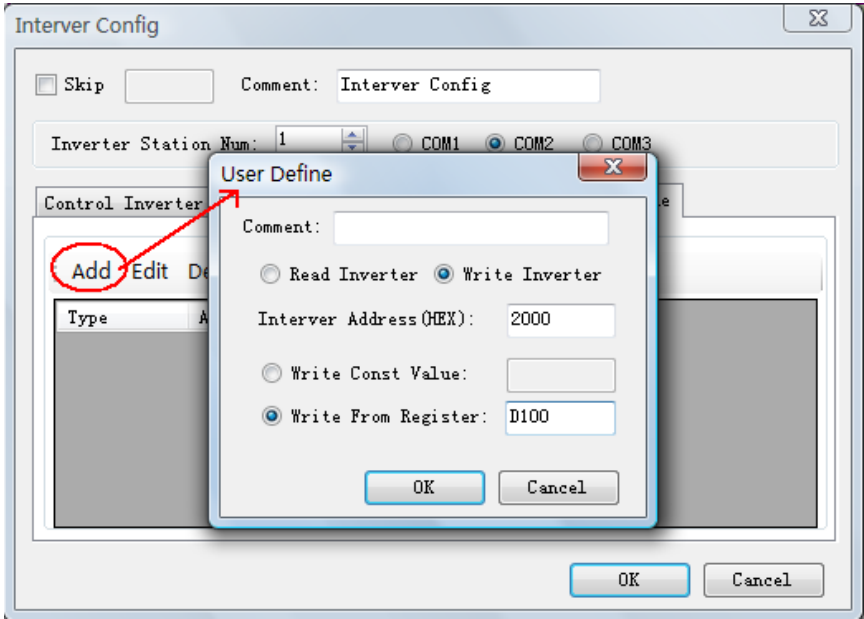 Interver Config
Skip Comment: Interver Config
Inverter Station Num: 1 COM1 COM2 COM3
User Define
Control Inverter
Comment:
Add Edit
Read Inverter Write Inverter
Type
Interver Address(HEX): 2000
Write Const Value:
Write From Register: D100
OK Cancel
OK Cancel